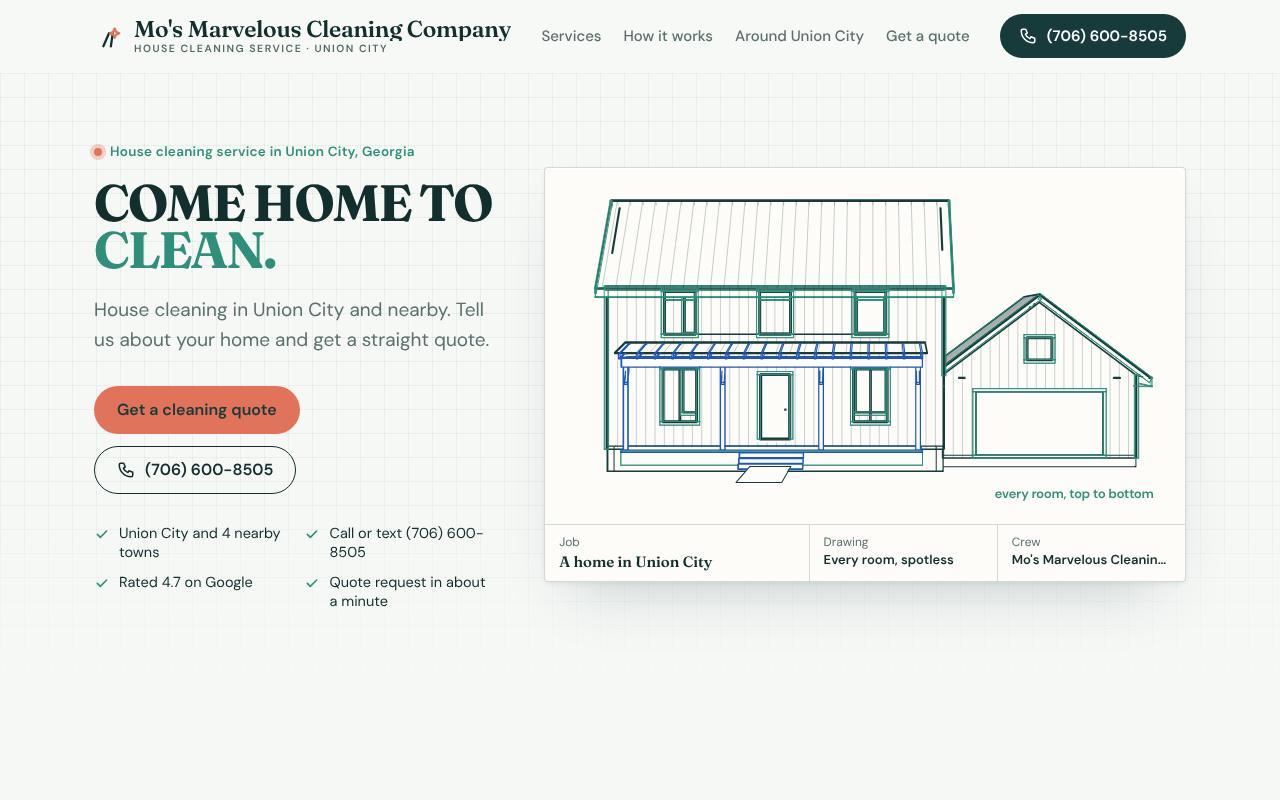 Mo's Marvelous Cleaning Company
HOUSE CLEANING SERVICE · UNION CITY
Services
How it works
Around Union City
Get a quote
(706) 600-8505
House cleaning service in Union City, Georgia
COME HOME TO
CLEAN.
House cleaning in Union City and nearby. Tell
us about your home and get a straight quote.
Get a cleaning quote
(706) 600-8505
Union City and 4 nearby
towns
Call or text (706) 600-
8505
Rated 4.7 on Google
Quote request in about
a minute
every room, top to bottom
Job
A home in Union City
Drawing
Every room, spotless
Crew
Mo's Marvelous Cleanin...